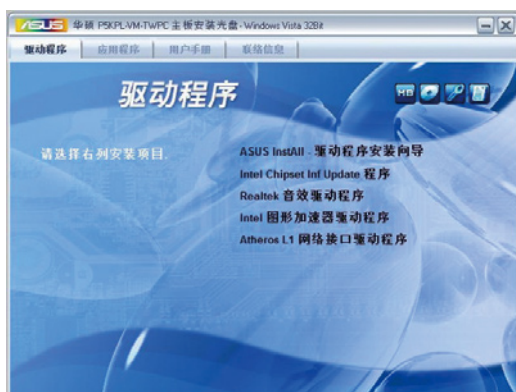 ASUS 华硕 P5KPL-VM-TWPC 主板安装光盘 - Windows Vista 32Bit
驱动程序 应用程序 用户手册 联络信息
驱动程序
请选择右列安装项目.
ASUS InstAll - 驱动程序安装向导
Intel Chipset Inf Update 程序
Realtek 音效驱动程序
Intel 图形加速器驱动程序
Atheros L1 网络接口驱动程序